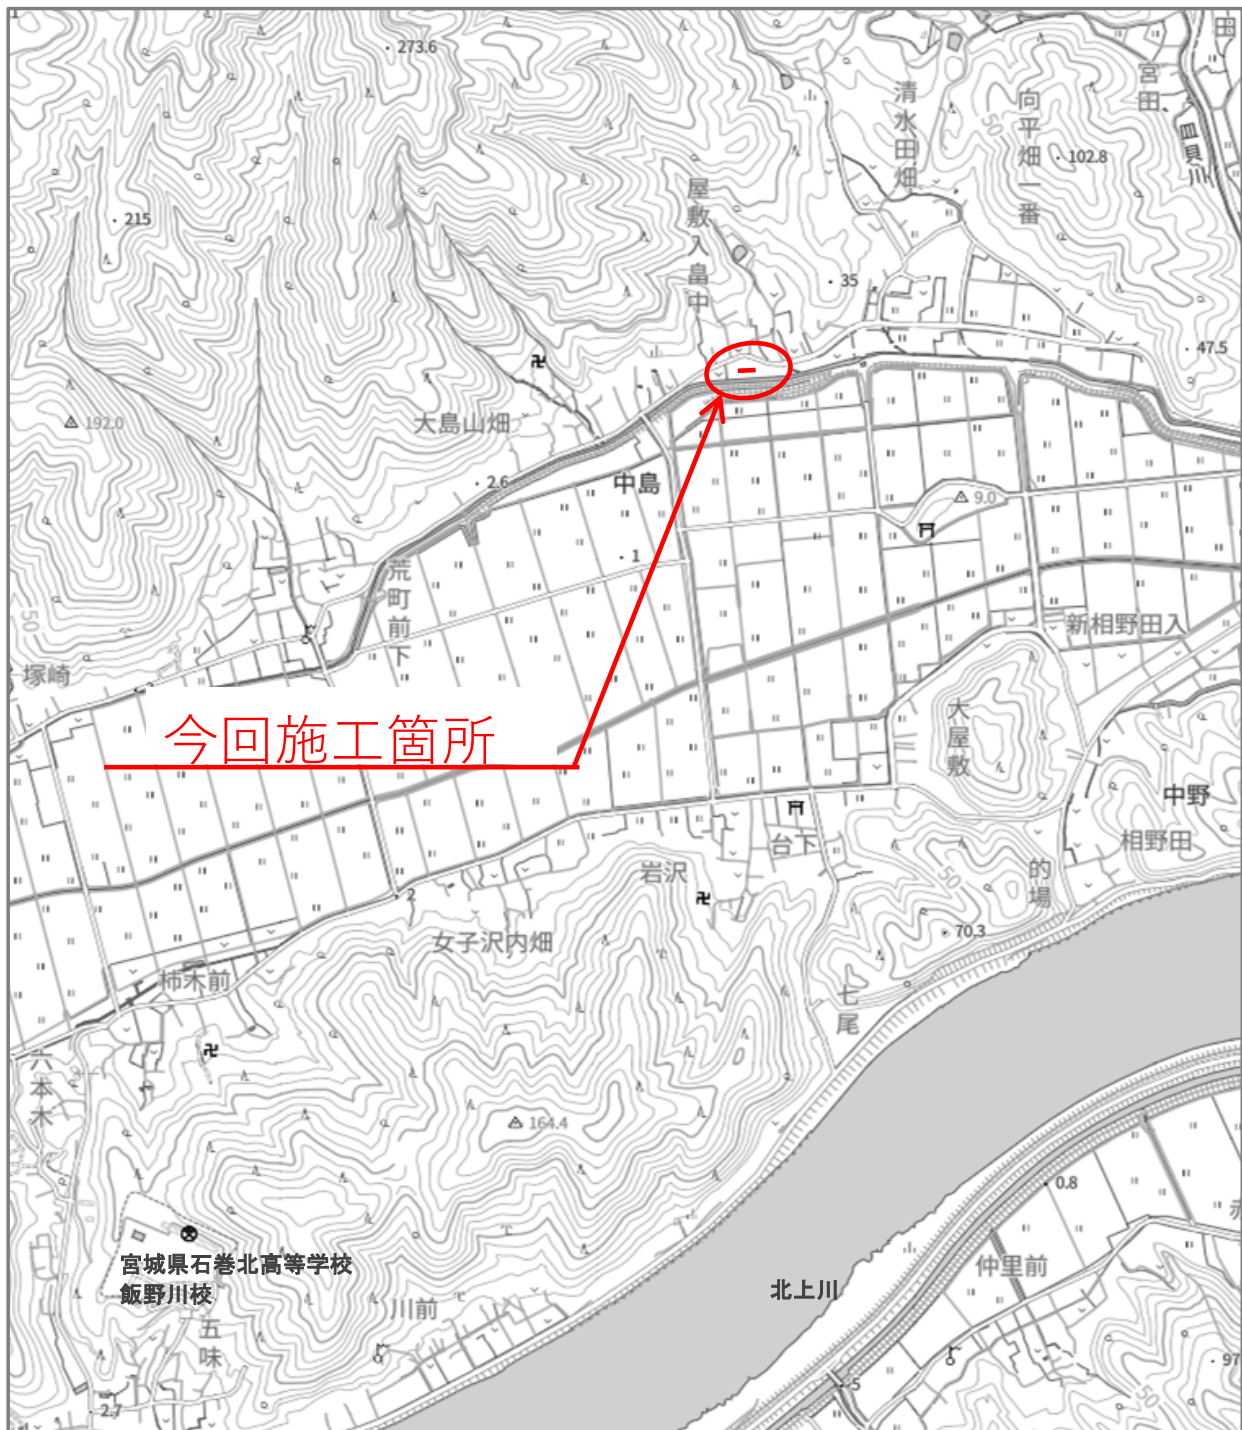 273.6
田
宮田
清水田畑
向平畑一番
102.8
皿貝川
50
屋敷入畠中
215
35
47.5
192.0
大島山畑
2.6
中島
9.0
1
荒町前下
50
新相野田入
塚崎
今回施工箇所
大屋敷
中野
台下
相野田
岩沢
50
的場
2
70.3
女子沢内畑
柿木前
七尾
六本木
164.4
0.8
赤
宮城県石巻北高等学校
飯野川校
北上川
仲里前
川前
五味
97
5
50
2.7